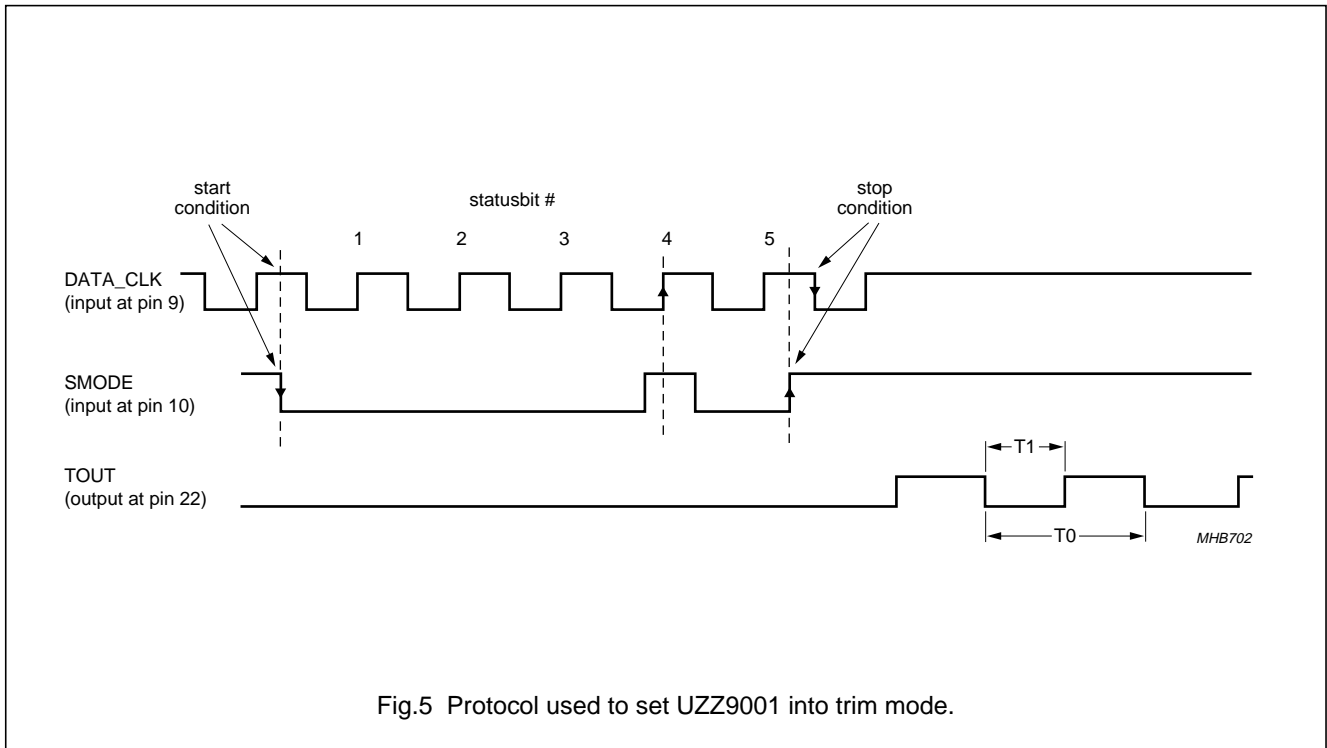 start
condition
statusbit #
stop
condition
1 2 3 4 5
DATA_CLK
(input at pin 9)
SMODE
(input at pin 10)
T1
TOUT
(output at pin 22)
T0
MHB702
Fig.5 Protocol used to set UZZ9001 into trim mode.